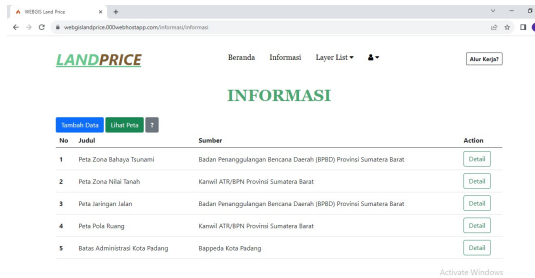 WEBGIS Land Price
webgislandprice.000webhostapp.com/informasi/informasi
LANDPRICE
Beranda Informasi Layer List
Alur Kerja?
INFORMASI
Tambah Data Lihat Peta ?
No Judul Sumber Action
1 Peta Zona Bahaya Tsunami Badan Penanggulangan Bencana Daerah (BPBD) Provinsi Sumatera Barat Detail
2 Peta Zona Nilai Tanah Kanwil ATR/BPN Provinsi Sumatera Barat Detail
3 Peta Jaringan Jalan Badan Penanggulangan Bencana Daerah (BPBD) Provinsi Sumatera Barat Detail
4 Peta Pola Ruang Kanwil ATR/BPN Provinsi Sumatera Barat Detail
5 Batas Administrasi Kota Padang Bappeda Kota Padang Detail
Activate Windows